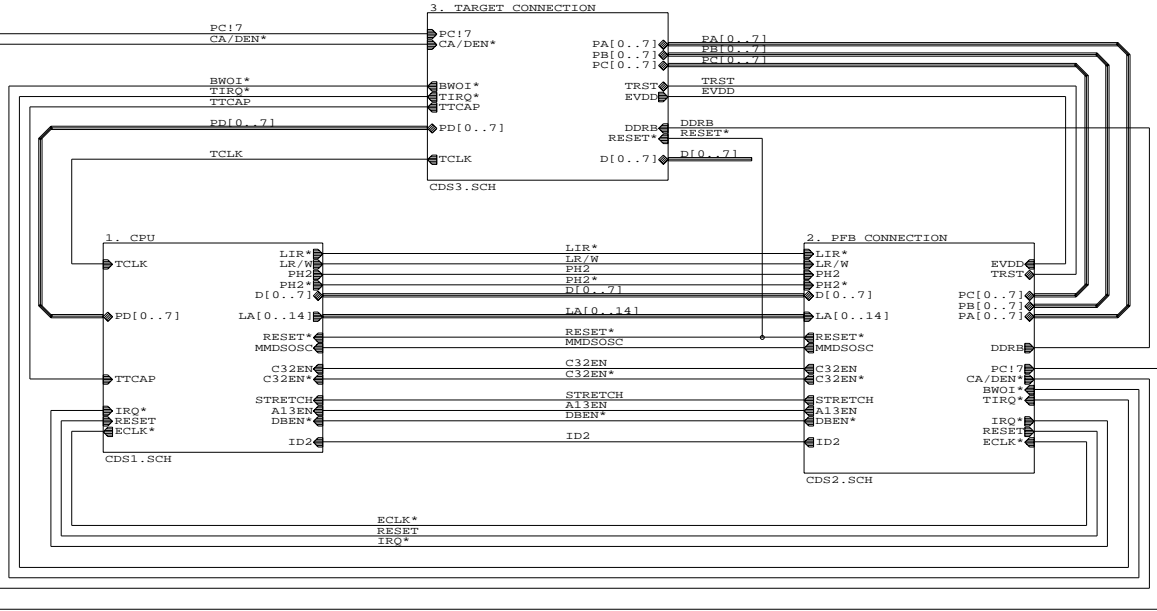 3. TARGET CONNECTION
PC!7
CA/DEN*
PC!7
CA/DEN*
PA[0..7]
PB[0..7]
PC[0..7]
PA[0..7]
PB[0..7]
PC[0..7]
BWOI*
TIRQ*
TTCAP
BWOI*
TIRQ*
TTCAP
TRST
EVDD
TRST
EVDD
PD[0..7]
PD[0..7]
DDRB
RESET*
DDRB
RESET*
TCLK
TCLK
D[0..7]
D[0..7]
CDS3.SCH
1. CPU
TCLK
PD[0..7]
TTCAP
IRQ*
RESET
ECLK*
LIR*
LR/W
PH2
PH2*
D[0..7]
LA[0..14]
RESET*
MMDSOSC
C32EN
C32EN*
STRETCH
A13EN
DBEN*
ID2
CDS1.SCH
LIR*
LR/W
PH2
PH2*
D[0..7]
LA[0..14]
RESET*
MMDSOSC
C32EN
C32EN*
STRETCH
A13EN
DBEN*
ID2
2. PFB CONNECTION
LIR*
LR/W
PH2
PH2*
D[0..7]
LA[0..14]
RESET*
MMDSOSC
C32EN
C32EN*
STRETCH
A13EN
DBEN*
ID2
EVDD
TRST
PC[0..7]
PB[0..7]
PA[0..7]
DDRB
PC!7
CA/DEN*
BWOI*
TIRQ*
IRQ*
RESET
ECLK*
CDS2.SCH
ECLK*
RESET
IRQ*